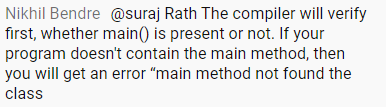 Nikhil Bendre @suraj Rath The compiler will verify
first, whether main() is present or not. If your
program doesn't contain the main method, then
you will get an error “main method not found the
class